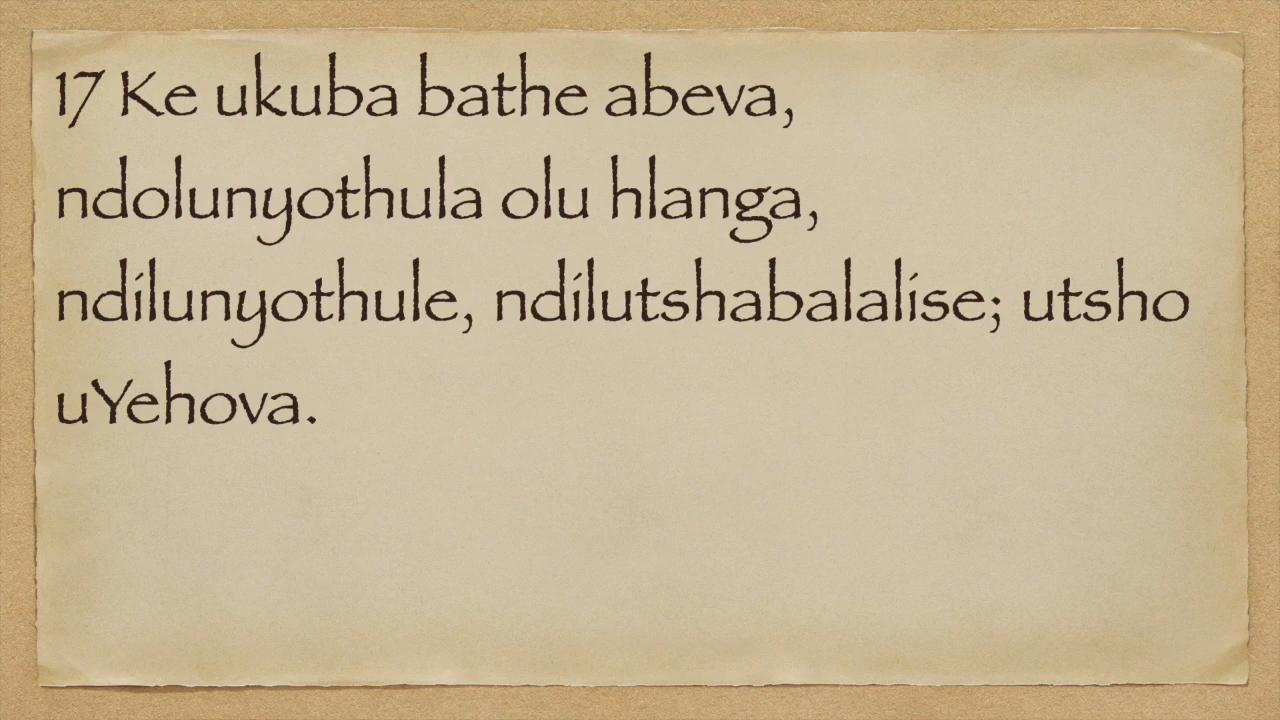 17 Ke ukuba bathe abeva,
ndolunyothula olu hlanga,
ndilunyothule, ndilutshabalalise; utsho
uYehova.